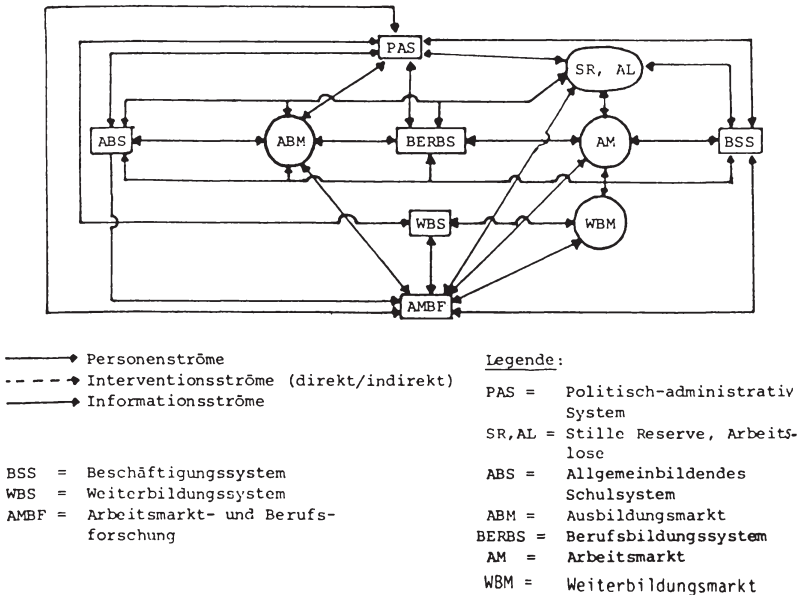 PAS
SR, AL
ABS
ABM
BERBS
AM
BSS
WBS
WBM
AMBF
Personenströme
Interventionsströme (direkt/indirekt)
Informationsströme
BSS = Beschäftigungssystem
WBS = Weiterbildungssystem
AMBF = Arbeitsmarkt- und Berufs-
forschung
Legende:
PAS = Politisch-administrativ
System
SR,AL = Stille Reserve, Arbeits-
lose
ABS = Allgemeinbildendes
Schulsystem
ABM = Ausbildungsmarkt
BERBS = Berufsbildungssystem
AM = Arbeitsmarkt
WBM = Weiterbildungsmarkt